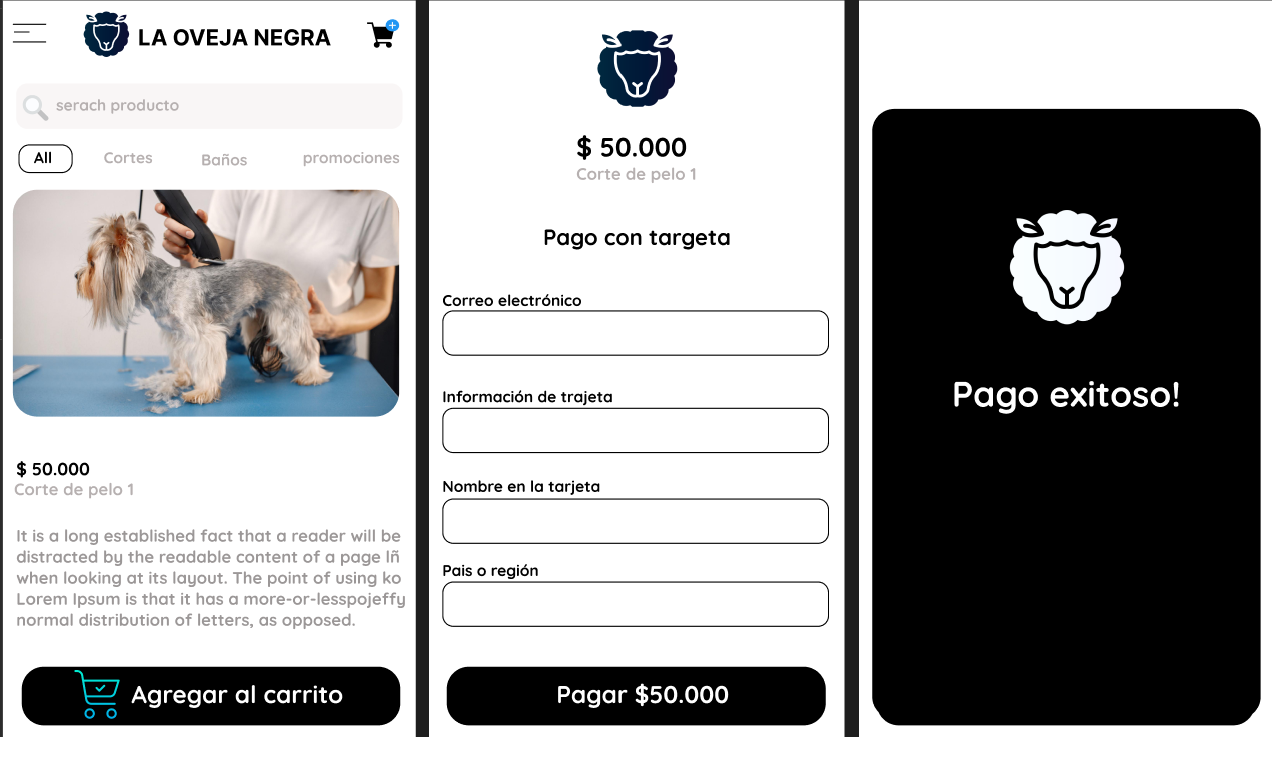 LA OVEJA NEGRA
serach producto
All
Cortes
Baños
promociones
$ 50.000
Corte de pelo 1
It is a long established fact that a reader will be
distracted by the readable content of a page lñ
when looking at its layout. The point of using ko
Lorem Ipsum is that it has a more-or-lesspojeffy
normal distribution of letters, as opposed.
Agregar al carrito
$ 50.000
Corte de pelo 1
Pago con targeta
Correo electrónico
Información de trajeta
Nombre en la tarjeta
Pais o región
Pagar $50.000
Pago exitoso!